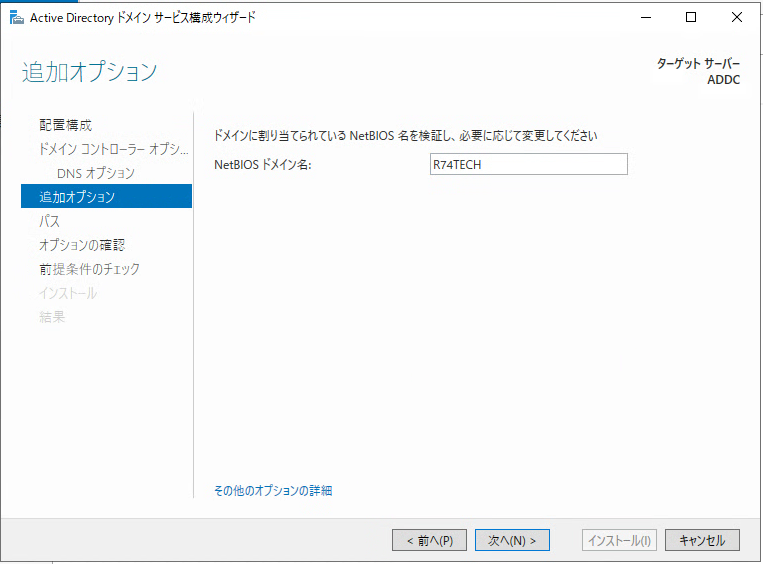 Active Directory ドメイン サービス構成ウィザード
追加オプション
ターゲット サーバー
ADDC
配置構成
ドメイン コントローラー オプシ...
DNS オプション
追加オプション
パス
オプションの確認
前提条件のチェック
インストール
結果
ドメインに割り当てられている NetBIOS 名を検証し、必要に応じて変更してください
NetBIOS ドメイン名:
R74TECH
その他のオプションの詳細
< 前へ(P)
次へ(N) >
インストール(I)
キャンセル